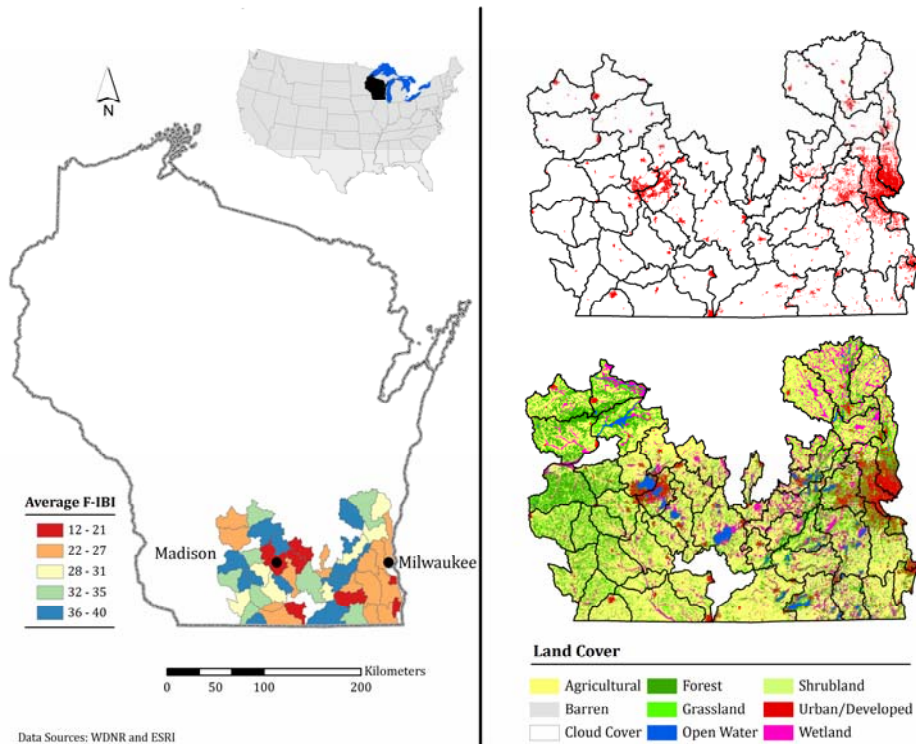 N
Average F-IBI
12 - 21
22 - 27
28 - 31
32 - 35
36 - 40
Madison
Milwaukee
Kilometers
0 50 100 200
Data Sources: WDNR and ESRI
Land Cover
Agricultural Forest Shrubland
Barren Grassland Urban/Developed
Cloud Cover Open Water Wetland